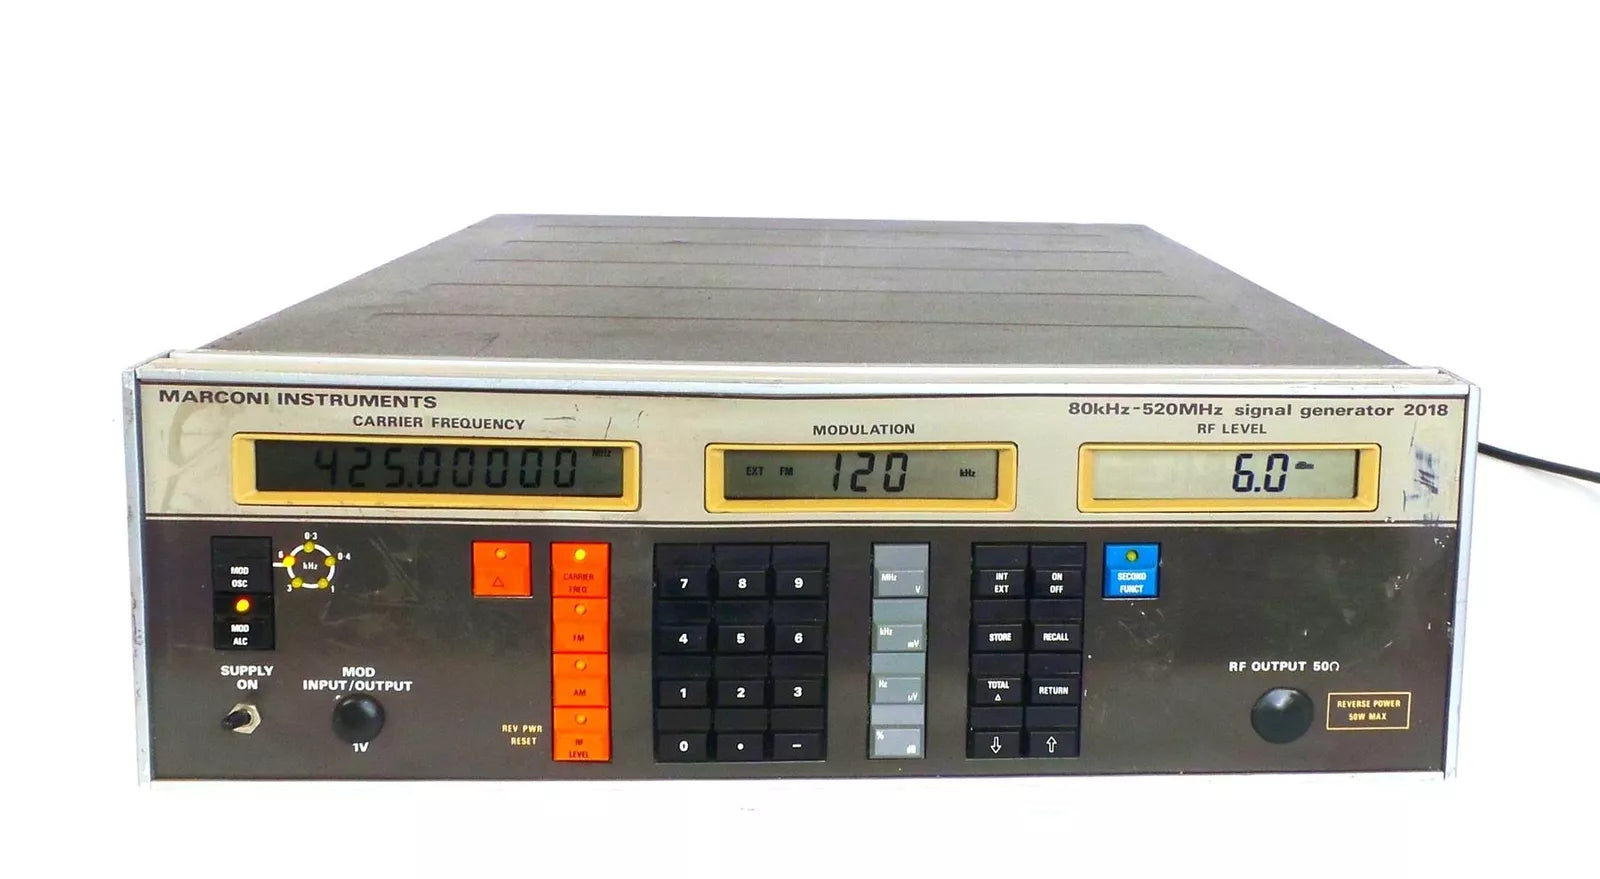 MARCONI INSTRUMENTS
80kHz-520MHz signal generator 2018
CARRIER FREQUENCY
MODULATION
RF LEVEL
425.00000 MHz
EXT FM 120 kHz
6.0 dBm
MOD
OSC
MOD
ALC
0·3
0·4
1
3
6
kHz
SUPPLY
ON
MOD
INPUT/OUTPUT
1V
△
CARRIER
FREQ
FM
AM
RF
LEVEL
REV PWR
RESET
7 8 9
4 5 6
1 2 3
0 • −
MHz V
kHz mV
Hz µV
% dB
INT
EXT
ON
OFF
STORE
RECALL
TOTAL
△
RETURN
⇩ ⇧
SECOND
FUNCT
RF OUTPUT 50Ω
REVERSE POWER
50W MAX